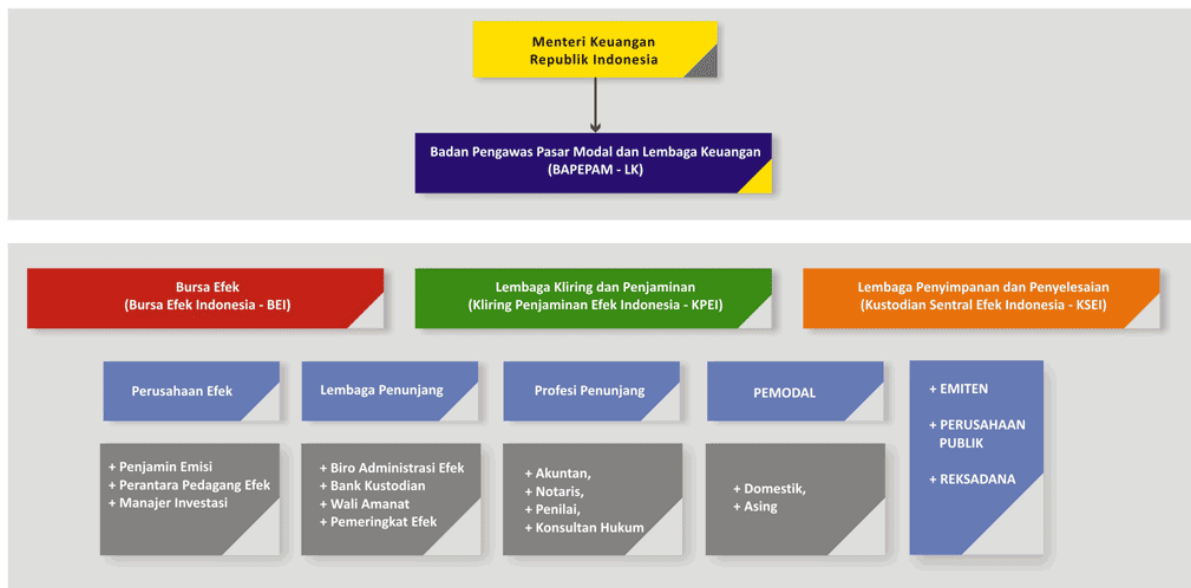 Menteri Keuangan
Republik Indonesia
Badan Pengawas Pasar Modal dan Lembaga Keuangan
(BAPEPAM - LK)
Bursa Efek
(Bursa Efek Indonesia - BEI)
Lembaga Kliring dan Penjaminan
(Kliring Penjaminan Efek Indonesia - KPEI)
Lembaga Penyimpanan dan Penyelesaian
(Kustodian Sentral Efek Indonesia - KSEI)
Perusahaan Efek
+ Penjamin Emisi
+ Perantara Pedagang Efek
+ Manajer Investasi
Lembaga Penunjang
+ Biro Administrasi Efek
+ Bank Kustodian
+ Wali Amanat
+ Pemeringkat Efek
Profesi Penunjang
+ Akuntan,
+ Notaris,
+ Penilai,
+ Konsultan Hukum
PEMODAL
+ Domestik,
+ Asing
+ EMITEN
+ PERUSAHAAN
PUBLIK
+ REKSADANA